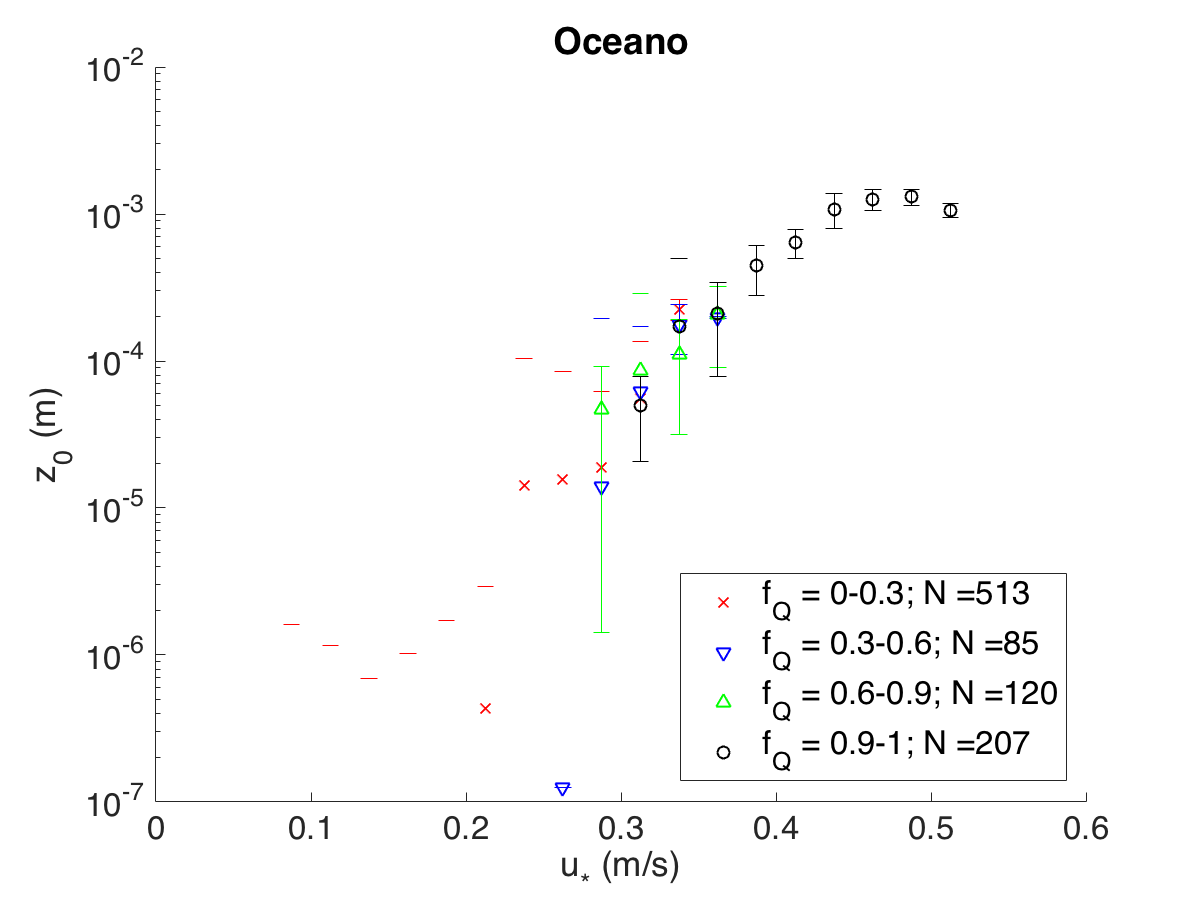 Oceano
10^-2
10^-3
10^-4
10^-5
10^-6
10^-7
z_0 (m)
0 0.1 0.2 0.3 0.4 0.5 0.6
u_* (m/s)
f_Q = 0-0.3; N =513
f_Q = 0.3-0.6; N =85
f_Q = 0.6-0.9; N =120
f_Q = 0.9-1; N =207